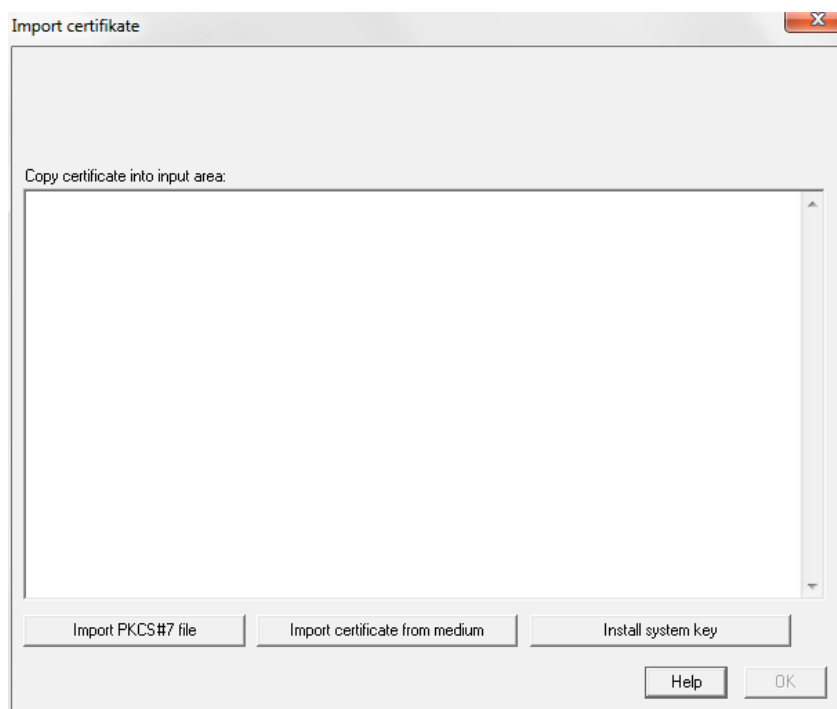 Import certifikate
Copy certificate into input area:
Import PKCS#7 file
Import certificate from medium
Install system key
Help
OK